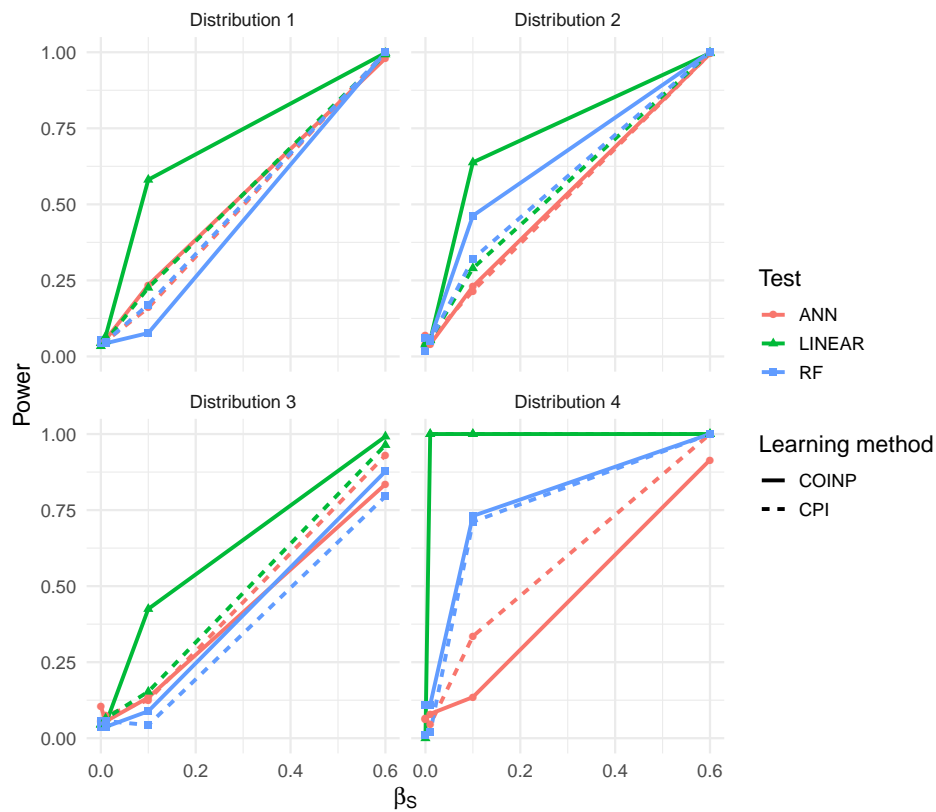 Distribution 1
Distribution 2
1.00
0.75
0.50
0.25
0.00
Distribution 3
Distribution 4
1.00
0.75
0.50
0.25
0.00
0.0 0.2 0.4 0.6
0.0 0.2 0.4 0.6
Power
βS
Test
ANN
LINEAR
RF
Learning method
COINP
CPI